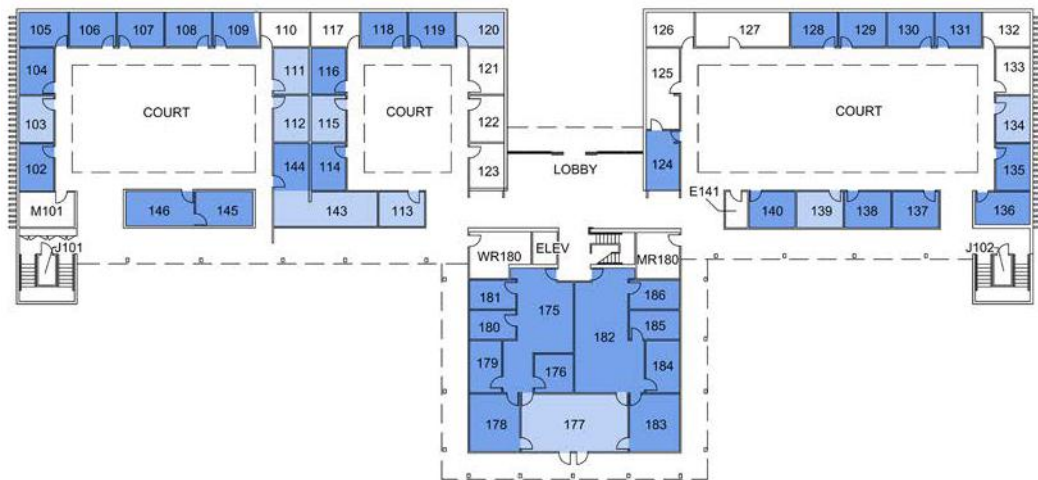 105 106 107 108 109 110 117 118 119 120 126 127 128 129 130 131 132
104 111 116 121 125 133
COURT COURT COURT
103 112 115 122 134
102 144 114 123 LOBBY 124 135
E141
M101 146 145 143 113 140 139 138 137 136
J101 WR180 ELEV MR180 J102
181 175 186
180 182 185
179 176 184
178 177 183